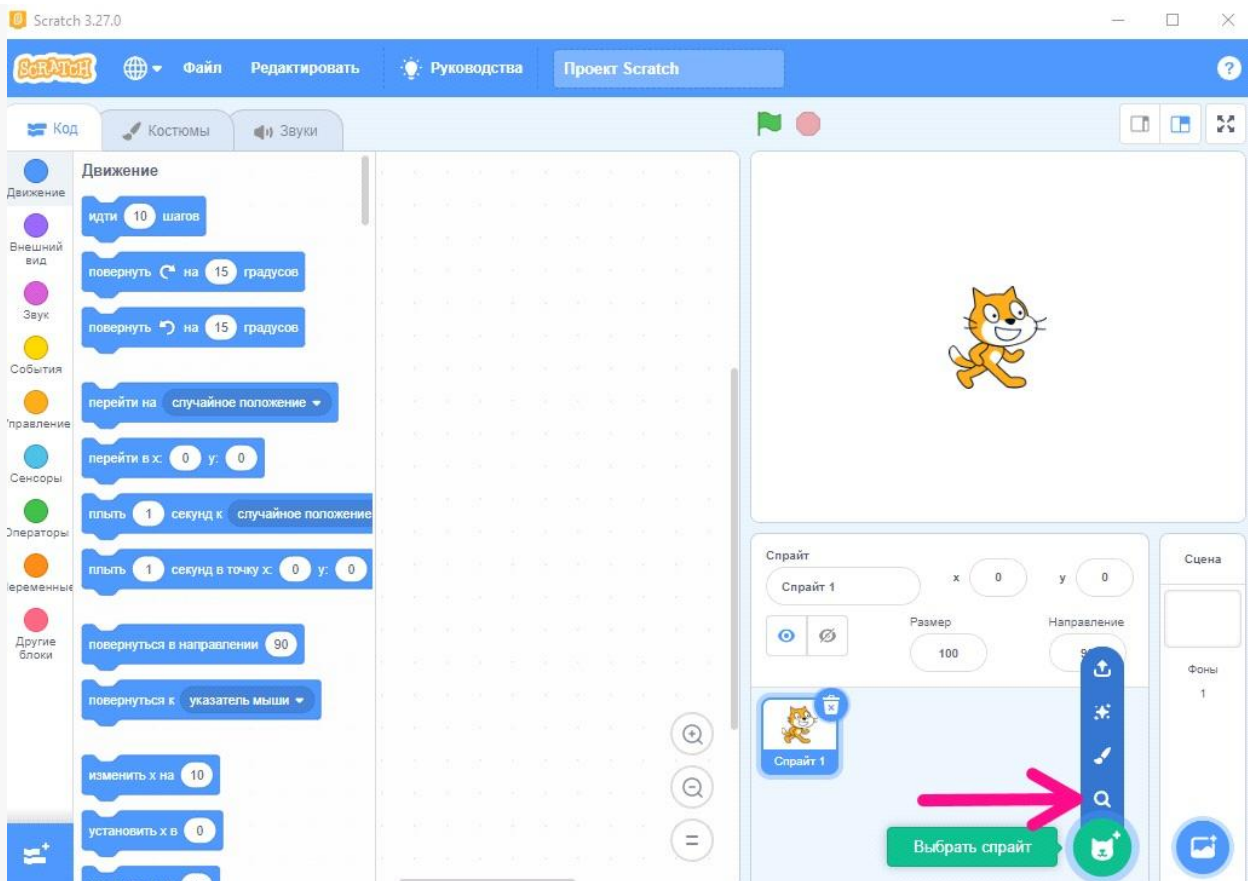 Scratch 3.27.0
SCRATCH
Файл
Редактировать
Руководства
Проект Scratch
?
Код
Костюмы
Звуки
Движение
Внешний
вид
Звук
События
Управление
Сенсоры
Операторы
Переменные
Другие
блоки
Движение
идти 10 шагов
повернуть на 15 градусов
повернуть на 15 градусов
перейти на случайное положение
перейти в x: 0 y: 0
плыть 1 секунд к случайное положение
плыть 1 секунд в точку x: 0 y: 0
повернуться в направлении 90
повернуться к указатель мыши
изменить x на 10
установить x в 0
=
Спрайт
Спрайт 1
x 0
y 0
Размер
100
Направление
Спрайт 1
Выбрать спрайт
Сцена
Фоны
1